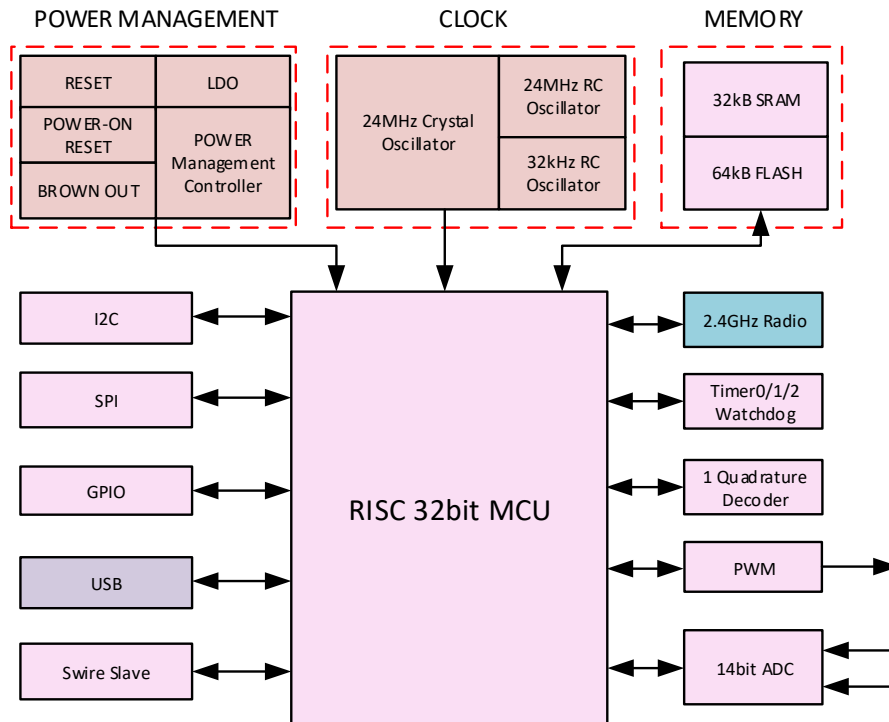 POWER MANAGEMENT
CLOCK
MEMORY
RESET
LDO
POWER-ON
RESET
POWER
Management
Controller
BROWN OUT
24MHz Crystal
Oscillator
24MHz RC
Oscillator
32kHz RC
Oscillator
32kB SRAM
64kB FLASH
I2C
SPI
GPIO
USB
Swire Slave
RISC 32bit MCU
2.4GHz Radio
Timer0/1/2
Watchdog
1 Quadrature
Decoder
PWM
14bit ADC